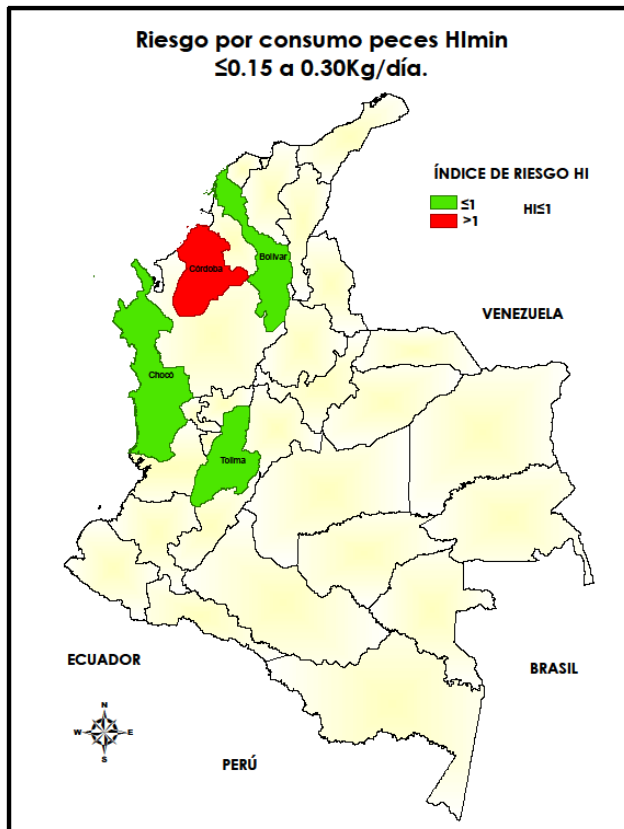 Riesgo por consumo peces HImin
≤0.15 a 0.30Kg/día.
ÍNDICE DE RIESGO HI
≤1
HI≤1
>1
Bolívar
Córdoba
VENEZUELA
Chocó
Tolima
ECUADOR
BRASIL
N
W
E
S
PERÚ